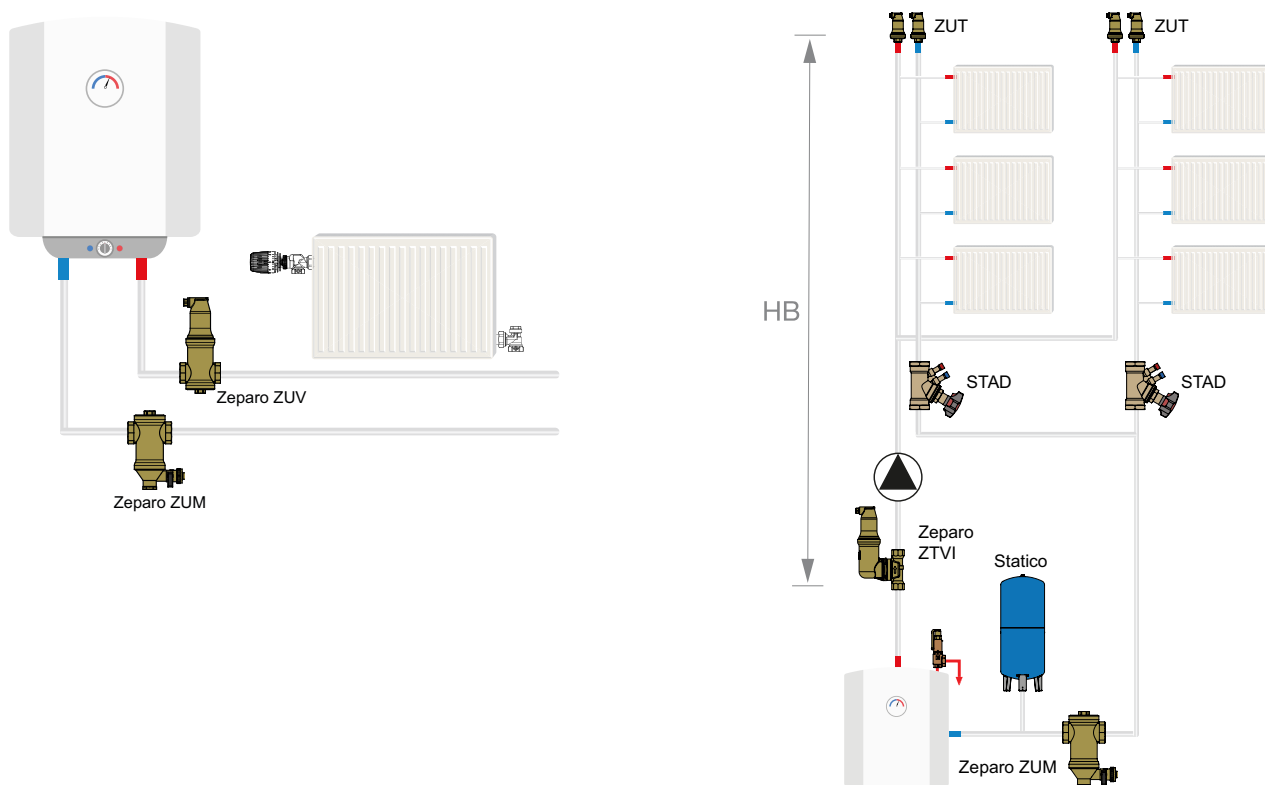 Zeparo ZUV
Zeparo ZUM
ZUT
ZUT
HB
STAD
STAD
Zeparo
ZTVI
Statico
Zeparo ZUM